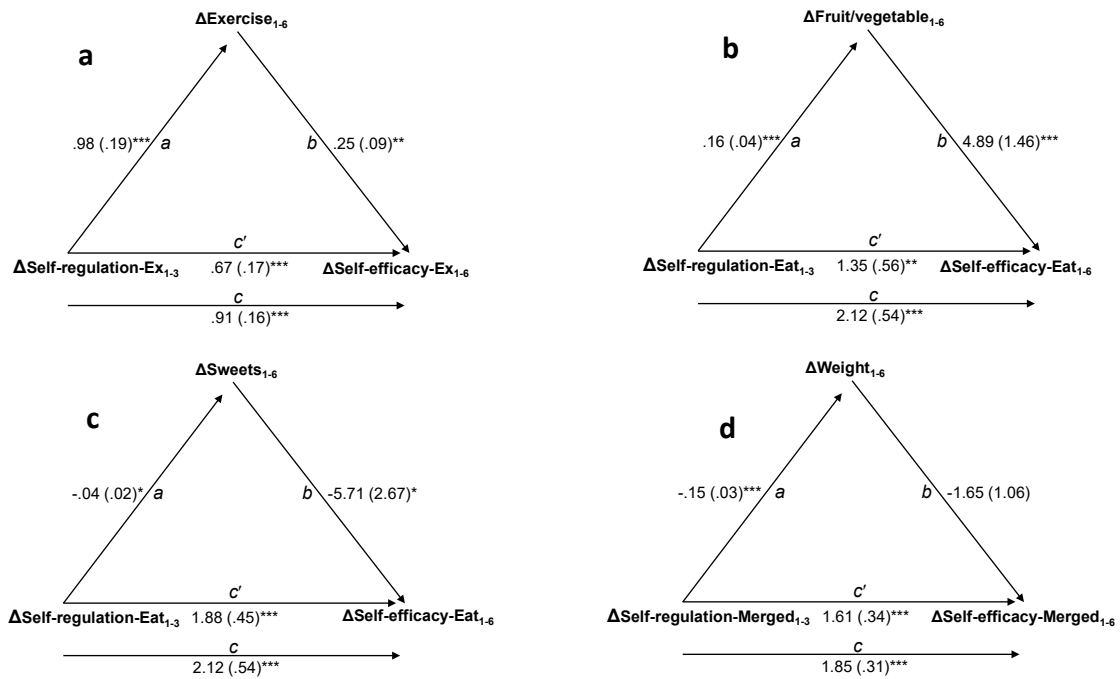 ΔExercise₁₋₆
a
.98 (.19)***
a
b
.25 (.09)**
c′
ΔSelf-regulation-Ex₁₋₃
.67 (.17)***
ΔSelf-efficacy-Ex₁₋₆
c
.91 (.16)***
ΔFruit/vegetable₁₋₆
b
.16 (.04)***
a
b
4.89 (1.46)***
c′
ΔSelf-regulation-Eat₁₋₃
1.35 (.56)**
ΔSelf-efficacy-Eat₁₋₆
c
2.12 (.54)***
ΔSweets₁₋₆
c
-.04 (.02)*
a
b
-5.71 (2.67)*
c′
ΔSelf-regulation-Eat₁₋₃
1.88 (.45)***
ΔSelf-efficacy-Eat₁₋₆
c
2.12 (.54)***
ΔWeight₁₋₆
d
-.15 (.03)***
a
b
-1.65 (1.06)
c′
ΔSelf-regulation-Merged₁₋₃
1.61 (.34)***
ΔSelf-efficacy-Merged₁₋₆
c
1.85 (.31)***